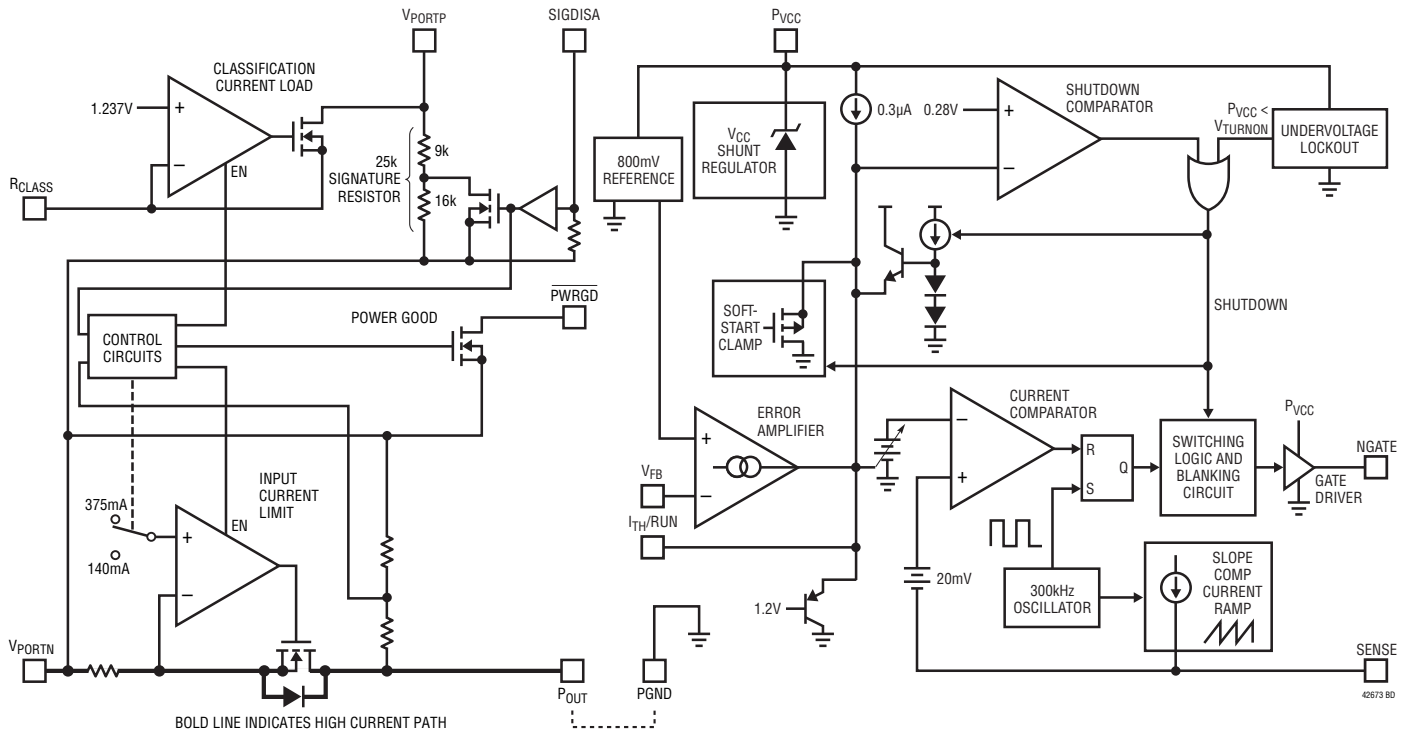 VPORTP
SIGDISA
PVCC
CLASSIFICATION
CURRENT LOAD
1.237V
+
−
EN
RCLASS
25k
SIGNATURE
RESISTOR
9k
16k
800mV
REFERENCE
VCC
SHUNT
REGULATOR
0.3µA
0.28V
+
−
SHUTDOWN
COMPARATOR
PVCC <
VTURNON
UNDERVOLTAGE
LOCKOUT
PWRGD
POWER GOOD
CONTROL
CIRCUITS
SOFT-
START
CLAMP
SHUTDOWN
375mA
140mA
INPUT
CURRENT
LIMIT
EN
+
−
ERROR
AMPLIFIER
+
−
VFB
ITH/RUN
CURRENT
COMPARATOR
−
+
R
S
Q
SWITCHING
LOGIC AND
BLANKING
CIRCUIT
PVCC
NGATE
GATE
DRIVER
20mV
300kHz
OSCILLATOR
SLOPE
COMP
CURRENT
RAMP
1.2V
VPORTN
POUT
PGND
SENSE
42673 BD
BOLD LINE INDICATES HIGH CURRENT PATH